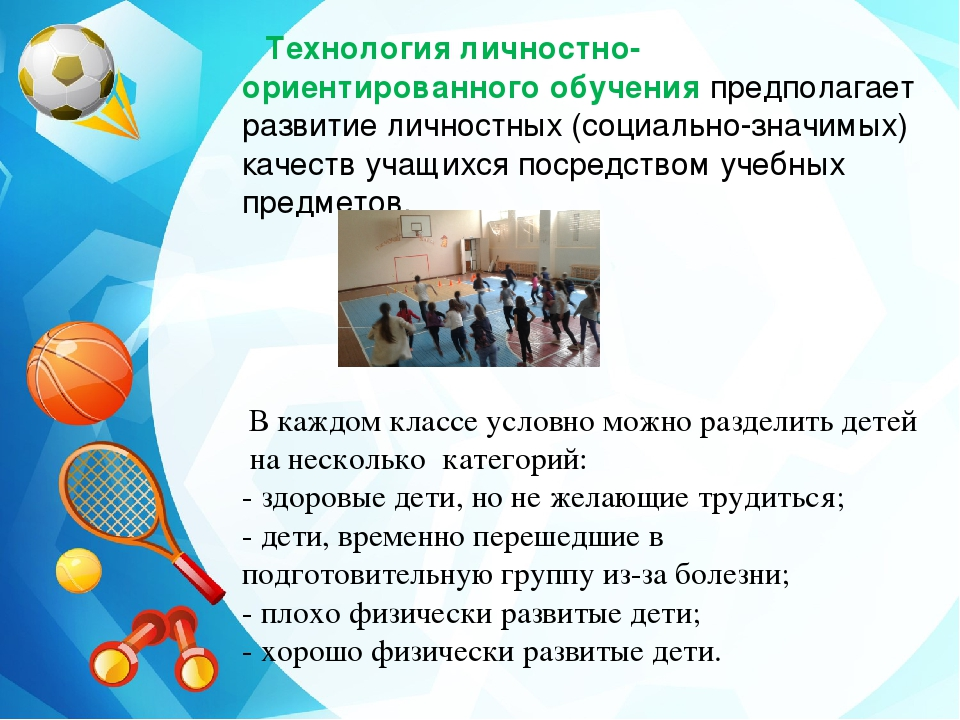 Технология личностно-
ориентированного обучения предполагает
развитие личностных (социально-значимых)
качеств учащихся посредством учебных
предметов.
В каждом классе условно можно разделить детей
на несколько категорий:
- здоровые дети, но не желающие трудиться;
- дети, временно перешедшие в
подготовительную группу из-за болезни;
- плохо физически развитые дети;
- хорошо физически развитые дети.